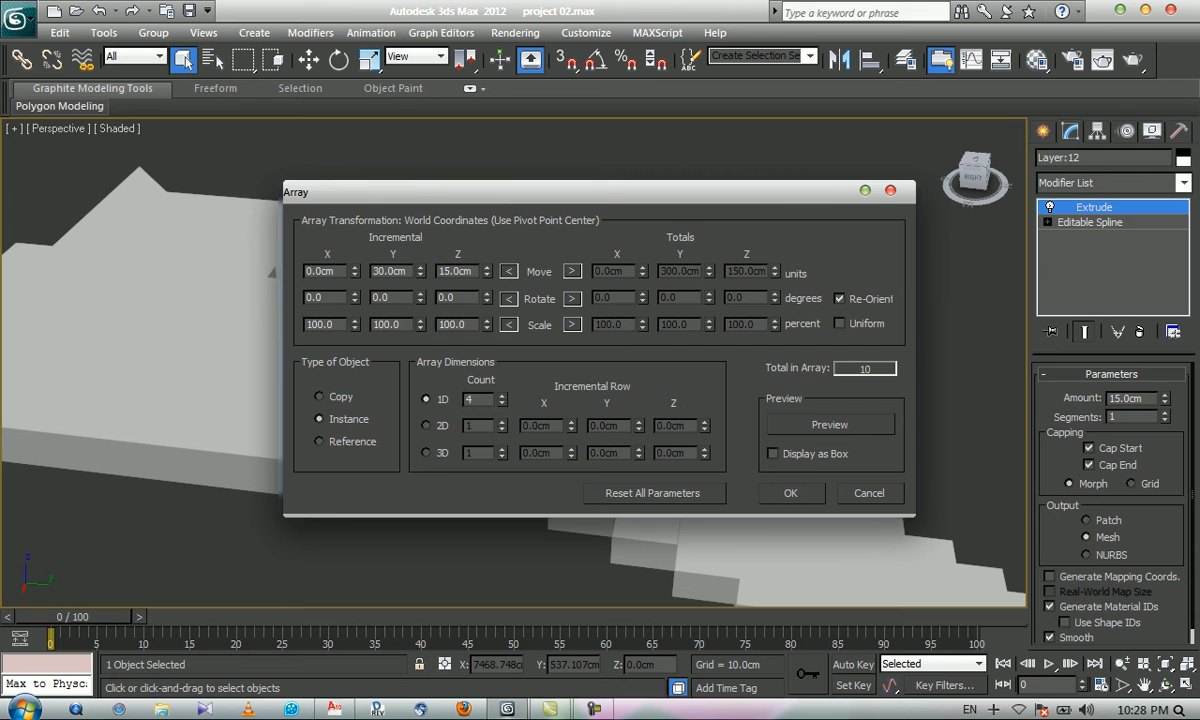 Autodesk 3ds Max 2012 project 02.max
Type a keyword or phrase
Edit Tools Group Views Create Modifiers Animation Graph Editors Rendering Customize MAXScript Help
All View 3 Create Selection Se
Graphite Modeling Tools Freeform Selection Object Paint
Polygon Modeling
[ + ] [ Perspective ] [ Shaded ]
RIGHT
Layer:12
Modifier List
Extrude
Editable Spline
Array
Array Transformation: World Coordinates (Use Pivot Point Center)
Incremental Totals
X Y Z X Y Z
0.0cm 30.0cm 15.0cm < Move > 0.0cm 300.0cm 150.0cm units
0.0 0.0 0.0 < Rotate > 0.0 0.0 0.0 degrees Re-Orient
100.0 100.0 100.0 < Scale > 100.0 100.0 100.0 percent Uniform
Type of Object
Copy
Instance
Reference
Array Dimensions
Count Incremental Row
X Y Z
1D 4
2D 1 0.0cm 0.0cm 0.0cm
3D 1 0.0cm 0.0cm 0.0cm
Total in Array: 10
Preview
Preview
Display as Box
Reset All Parameters OK Cancel
- Parameters
Amount: 15.0cm
Segments: 1
Capping
Cap Start
Cap End
Morph Grid
Output
Patch
Mesh
NURBS
Generate Mapping Coords.
Real-World Map Size
Generate Material IDs
Use Shape IDs
Smooth
z
y
< 0 / 100 >
0 5 10 15 20 25 30 35 40 45 50 55 60 65 70 75 80 85 90 95 100
1 Object Selected X: 7468.748c Y: 537.107cm Z: 0.0cm Grid = 10.0cm Auto Key Selected
Max to Physc Click or click-and-drag to select objects Add Time Tag Set Key Key Filters... 0
EN 10:28 PM